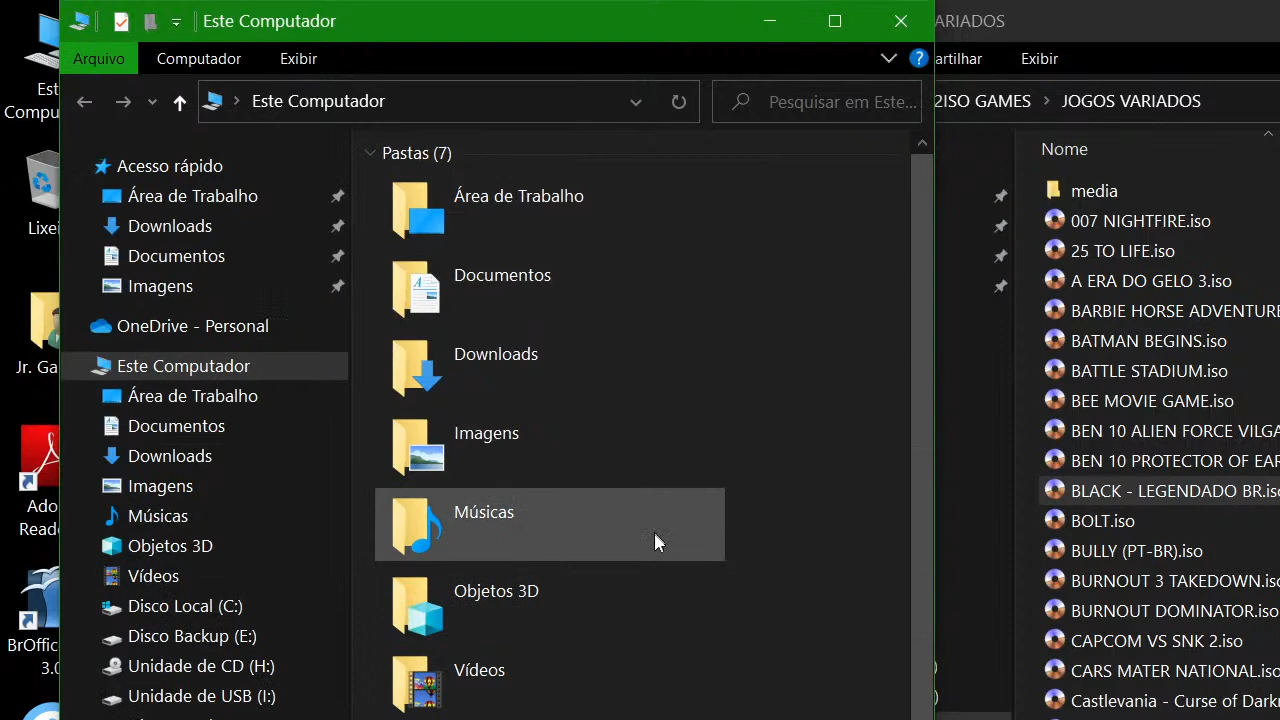 Este Computador
Arquivo
Computador
Exibir
?
Este Computador
Pesquisar em Este...
Acesso rápido
Área de Trabalho
Downloads
Documentos
Imagens
OneDrive - Personal
Este Computador
Área de Trabalho
Documentos
Downloads
Imagens
Músicas
Objetos 3D
Vídeos
Disco Local (C:)
Disco Backup (E:)
Unidade de CD (H:)
Unidade de USB (I:)
Pastas (7)
Área de Trabalho
Documentos
Downloads
Imagens
Músicas
Objetos 3D
Vídeos
ARIADOS
artilhar
Exibir
2ISO GAMES
JOGOS VARIADOS
Nome
media
007 NIGHTFIRE.iso
25 TO LIFE.iso
A ERA DO GELO 3.iso
BARBIE HORSE ADVENTURE
BATMAN BEGINS.iso
BATTLE STADIUM.iso
BEE MOVIE GAME.iso
BEN 10 ALIEN FORCE VILGA
BEN 10 PROTECTOR OF EAR
BLACK - LEGENDADO BR.iso
BOLT.iso
BULLY (PT-BR).iso
BURNOUT 3 TAKEDOWN.iso
BURNOUT DOMINATOR.iso
CAPCOM VS SNK 2.iso
CARS MATER NATIONAL.iso
Castlevania - Curse of Dark
Est
Compu
Lixei
Jr. Ga
Ado
Reade
BrOffic
3.0